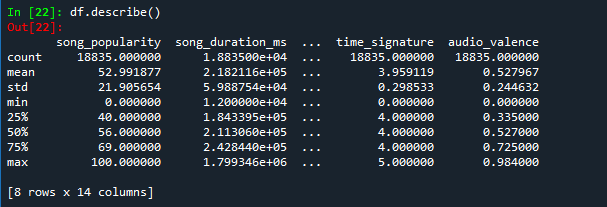 In [22]: df.describe()
Out[22]:
song_popularity song_duration_ms ... time_signature audio_valence
count 18835.000000 1.883500e+04 ... 18835.000000 18835.000000
mean 52.991877 2.182116e+05 ... 3.959119 0.527967
std 21.905654 5.988754e+04 ... 0.298533 0.244632
min 0.000000 1.200000e+04 ... 0.000000 0.000000
25% 40.000000 1.843395e+05 ... 4.000000 0.335000
50% 56.000000 2.113060e+05 ... 4.000000 0.527000
75% 69.000000 2.428440e+05 ... 4.000000 0.725000
max 100.000000 1.799346e+06 ... 5.000000 0.984000
[8 rows x 14 columns]